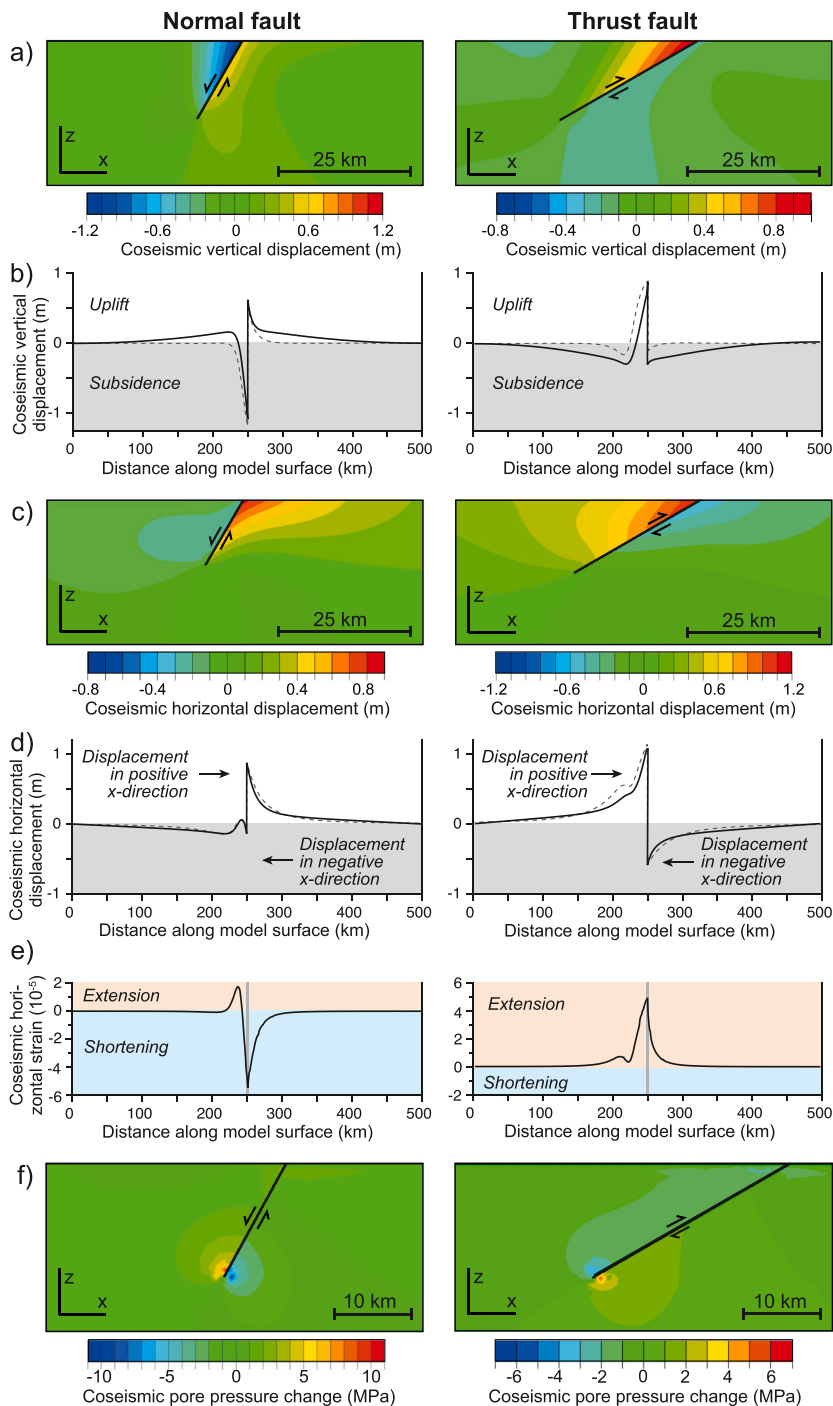 Normal fault
Thrust fault
a)
z
x
25 km
z
x
25 km
-1.2 -0.6 0 0.6 1.2
Coseismic vertical displacement (m)
-0.8 -0.4 0 0.4 0.8
Coseismic vertical displacement (m)
b)
Coseismic vertical
displacement (m)
1
0
-1
Uplift
Subsidence
0 100 200 300 400 500
Distance along model surface (km)
1
0
-1
Uplift
Subsidence
0 100 200 300 400 500
Distance along model surface (km)
c)
z
x
25 km
z
x
25 km
-0.8 -0.4 0 0.4 0.8
Coseismic horizontal displacement (m)
-1.2 -0.6 0 0.6 1.2
Coseismic horizontal displacement (m)
d)
Coseismic horizontal
displacement (m)
1
0
-1
Displacement
in positive
x-direction
Displacement
in negative
x-direction
0 100 200 300 400 500
Distance along model surface (km)
1
0
-1
Displacement
in positive
x-direction
Displacement
in negative
x-direction
0 100 200 300 400 500
Distance along model surface (km)
e)
Coseismic hori-
zontal strain (10⁻⁵)
2
0
-2
-4
-6
Extension
Shortening
0 100 200 300 400 500
Distance along model surface (km)
6
4
2
0
-2
Extension
Shortening
0 100 200 300 400 500
Distance along model surface (km)
f)
z
x
10 km
z
x
10 km
-10 -5 0 5 10
Coseismic pore pressure change (MPa)
-6 -4 -2 0 2 4 6
Coseismic pore pressure change (MPa)